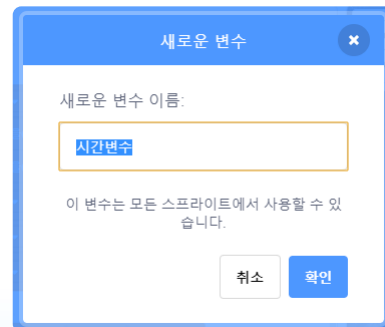 새로운 변수
새로운 변수 이름:
시간변수
이 변수는 모든 스프라이트에서 사용할 수 있
습니다.
취소 확인